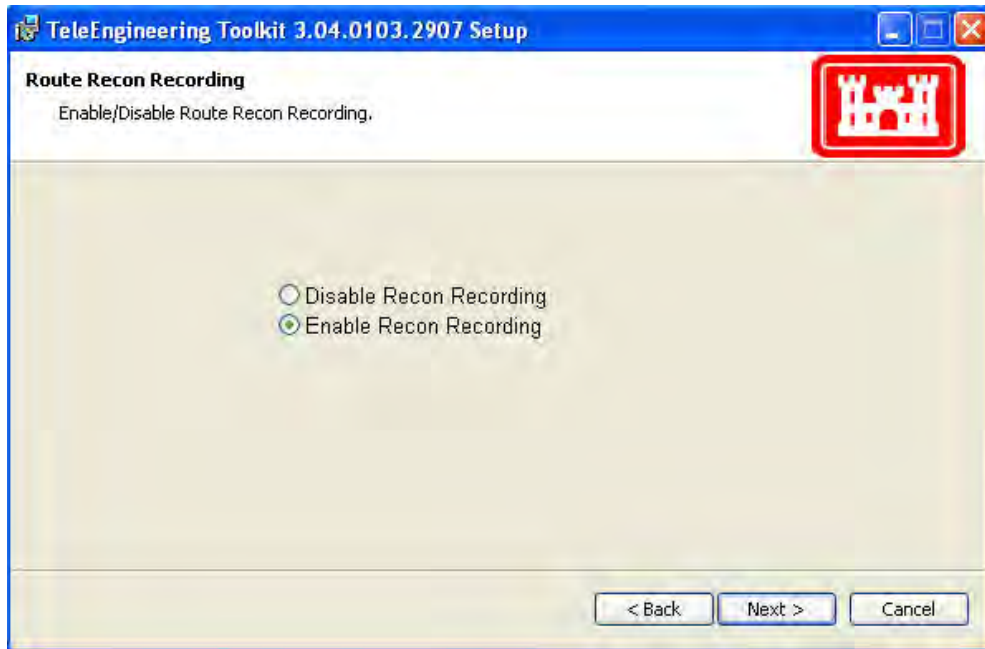 TeleEngineering Toolkit 3.04.0103.2907 Setup
Route Recon Recording
Enable/Disable Route Recon Recording.
Disable Recon Recording
Enable Recon Recording
< Back
Next >
Cancel